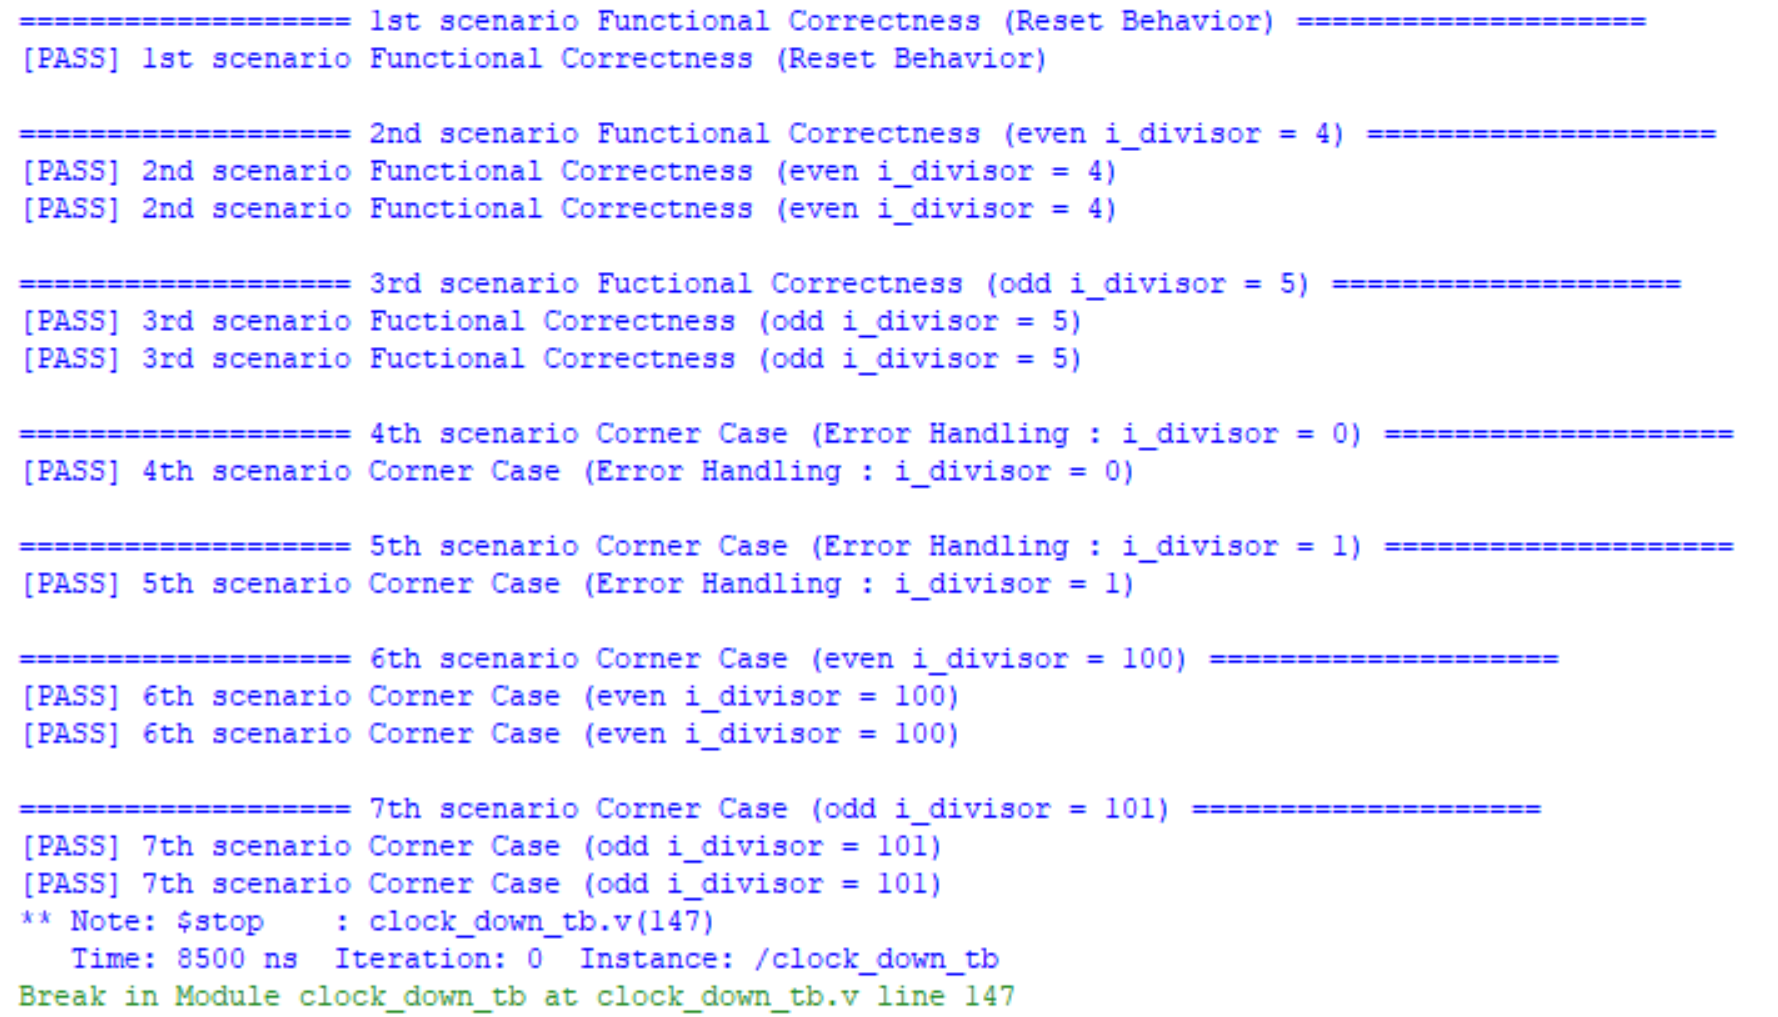 =================== 1st scenario Functional Correctness (Reset Behavior) ====================
[PASS] 1st scenario Functional Correctness (Reset Behavior)
=================== 2nd scenario Functional Correctness (even i_divisor = 4) ====================
[PASS] 2nd scenario Functional Correctness (even i_divisor = 4)
[PASS] 2nd scenario Functional Correctness (even i_divisor = 4)
=================== 3rd scenario Fuctional Correctness (odd i_divisor = 5) ====================
[PASS] 3rd scenario Fuctional Correctness (odd i_divisor = 5)
[PASS] 3rd scenario Fuctional Correctness (odd i_divisor = 5)
=================== 4th scenario Corner Case (Error Handling : i_divisor = 0) ====================
[PASS] 4th scenario Corner Case (Error Handling : i_divisor = 0)
=================== 5th scenario Corner Case (Error Handling : i_divisor = 1) ====================
[PASS] 5th scenario Corner Case (Error Handling : i_divisor = 1)
=================== 6th scenario Corner Case (even i_divisor = 100) ====================
[PASS] 6th scenario Corner Case (even i_divisor = 100)
[PASS] 6th scenario Corner Case (even i_divisor = 100)
=================== 7th scenario Corner Case (odd i_divisor = 101) ====================
[PASS] 7th scenario Corner Case (odd i_divisor = 101)
[PASS] 7th scenario Corner Case (odd i_divisor = 101)
** Note: $stop    : clock_down_tb.v(147)
   Time: 8500 ns  Iteration: 0  Instance: /clock_down_tb
Break in Module clock_down_tb at clock_down_tb.v line 147